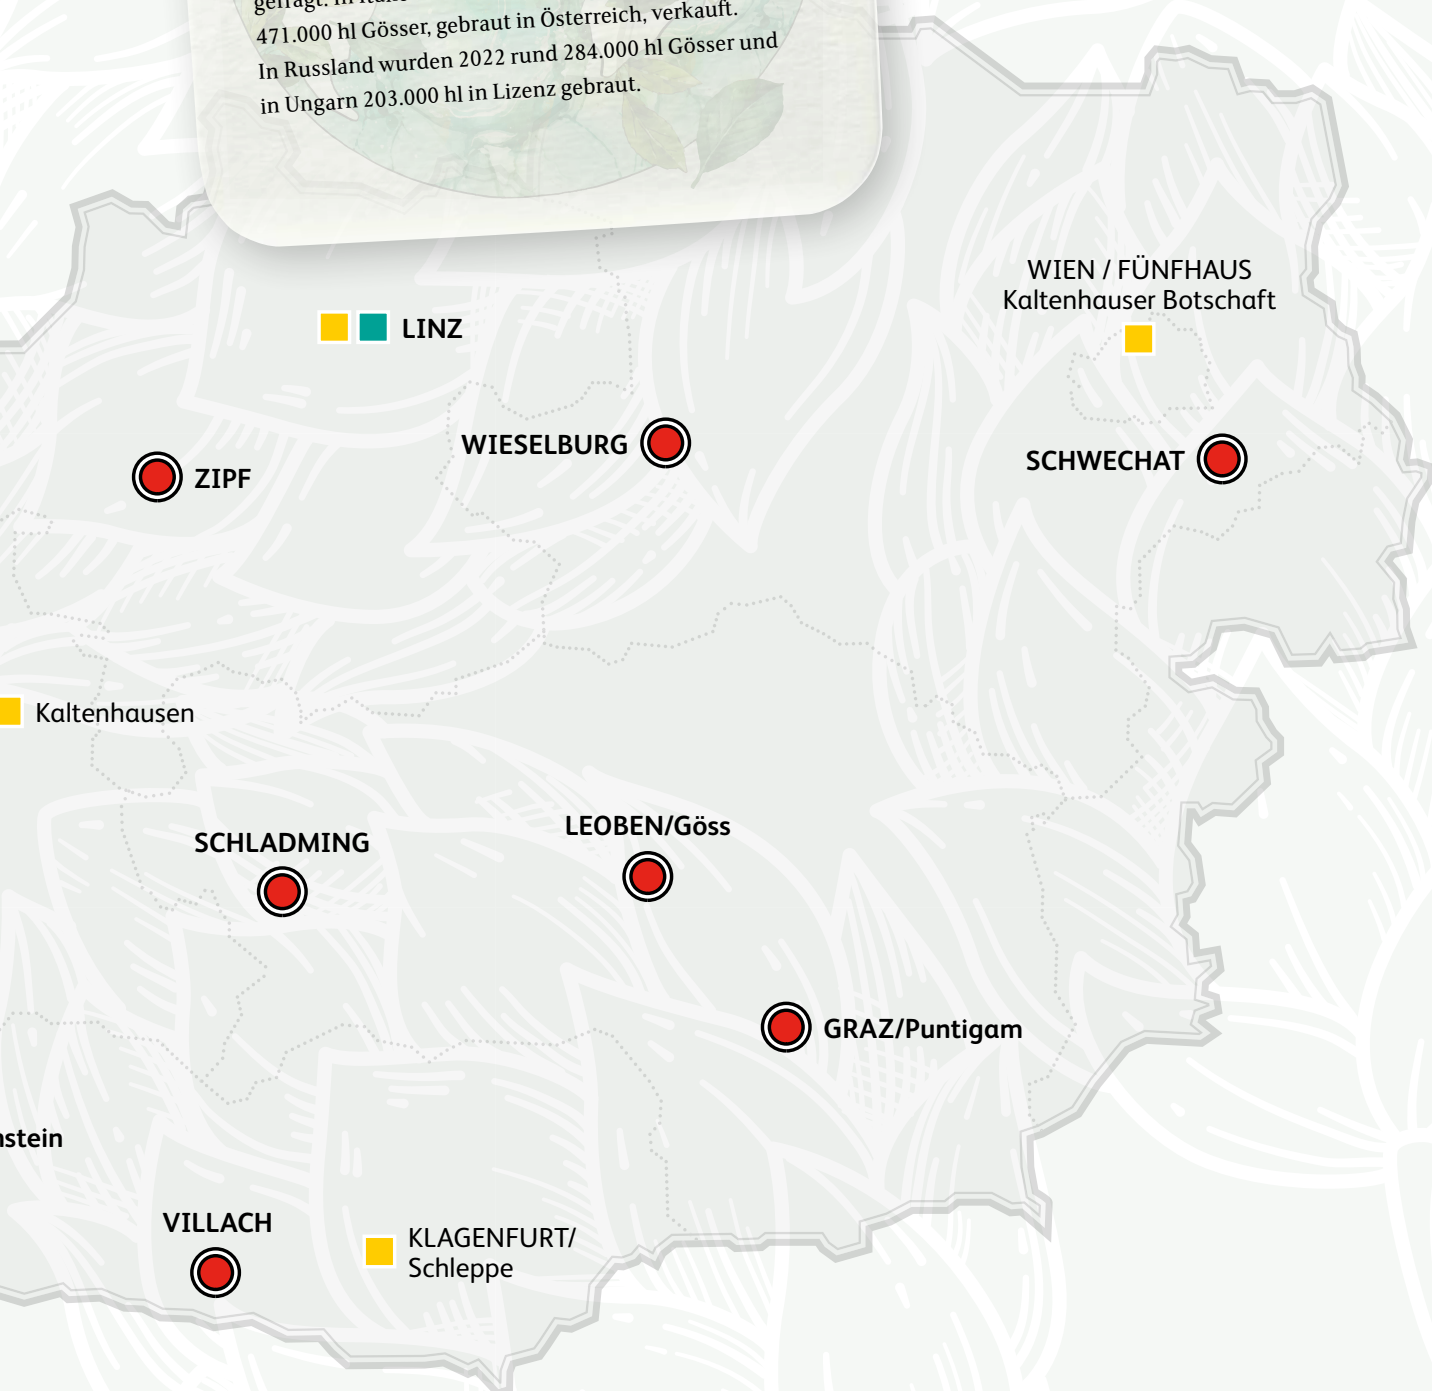 471.000 hl Gösser, gebraut in Österreich, verkauft.
In Russland wurden 2022 rund 284.000 hl Gösser und
in Ungarn 203.000 hl in Lizenz gebraut.
WIEN / FÜNFHAUS
Kaltenhauser Botschaft
LINZ
WIESELBURG
SCHWECHAT
ZIPF
Kaltenhausen
SCHLADMING
LEOBEN/Göss
GRAZ/Puntigam
nstein
VILLACH
KLAGENFURT/
Schleppe